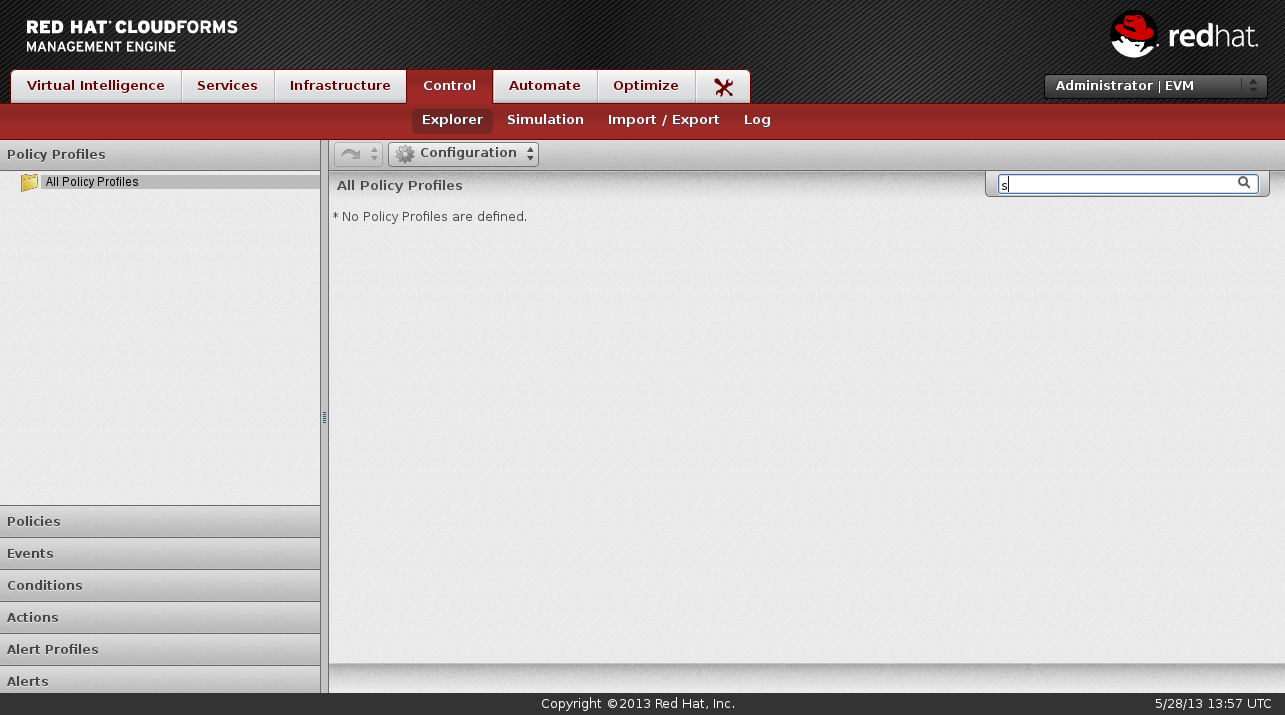 RED HAT CLOUDFORMS
MANAGEMENT ENGINE
redhat.
Virtual Intelligence Services Infrastructure Control Automate Optimize
Administrator | EVM
Explorer Simulation Import / Export Log
Policy Profiles
Configuration
All Policy Profiles
All Policy Profiles
s
* No Policy Profiles are defined.
Policies
Events
Conditions
Actions
Alert Profiles
Alerts
Copyright ©2013 Red Hat, Inc.
5/28/13 13:57 UTC